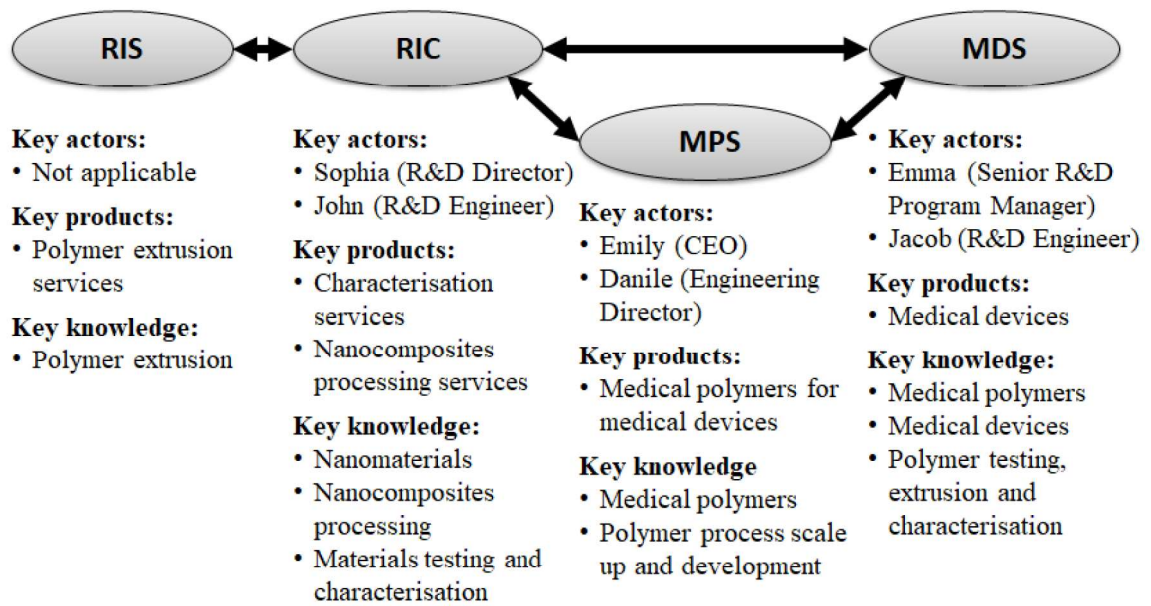 RIS
RIC
MDS
MPS
Key actors:
• Not applicable
Key products:
• Polymer extrusion
services
Key knowledge:
• Polymer extrusion
Key actors:
• Sophia (R&D Director)
• John (R&D Engineer)
Key products:
• Characterisation
services
• Nanocomposites
processing services
Key knowledge:
• Nanomaterials
• Nanocomposites
processing
• Materials testing and
characterisation
Key actors:
• Emily (CEO)
• Danile (Engineering
Director)
Key products:
• Medical polymers for
medical devices
Key knowledge
• Medical polymers
• Polymer process scale
up and development
• Key actors:
• Emma (Senior R&D
Program Manager)
• Jacob (R&D Engineer)
Key products:
• Medical devices
Key knowledge:
• Medical polymers
• Medical devices
• Polymer testing,
extrusion and
characterisation